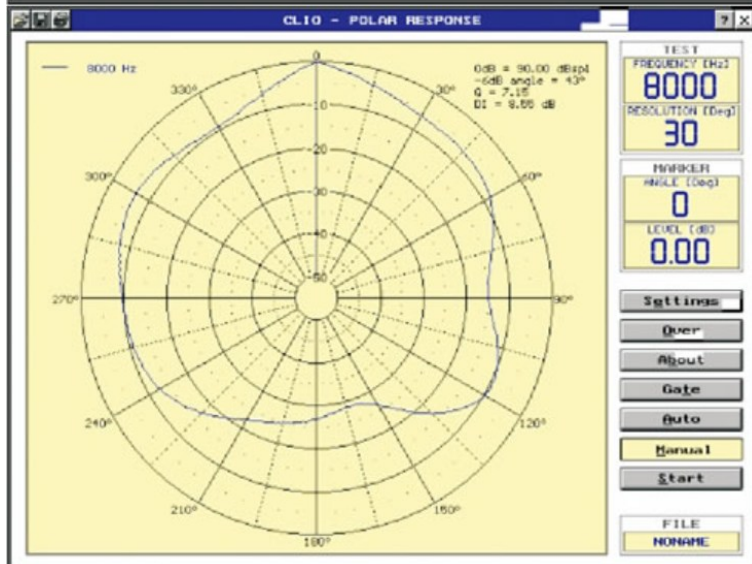 CLIO - POLAR RESPONSE
? X
8000 Hz
0dB = 90.00 dBspl
-6dB angle = 43°
Q = 7.15
DI = 8.55 dB
0
30°
60°
90°
120°
150°
180°
210°
240°
270°
300°
330°
-10
-20
-30
-40
-50
TEST
FREQUENCY [Hz]
8000
RESOLUTION [Deg]
30
MARKER
ANGLE [Deg]
0
LEVEL [dB]
0.00
Settings
Over
About
Gate
Auto
Manual
Start
FILE
NONAME